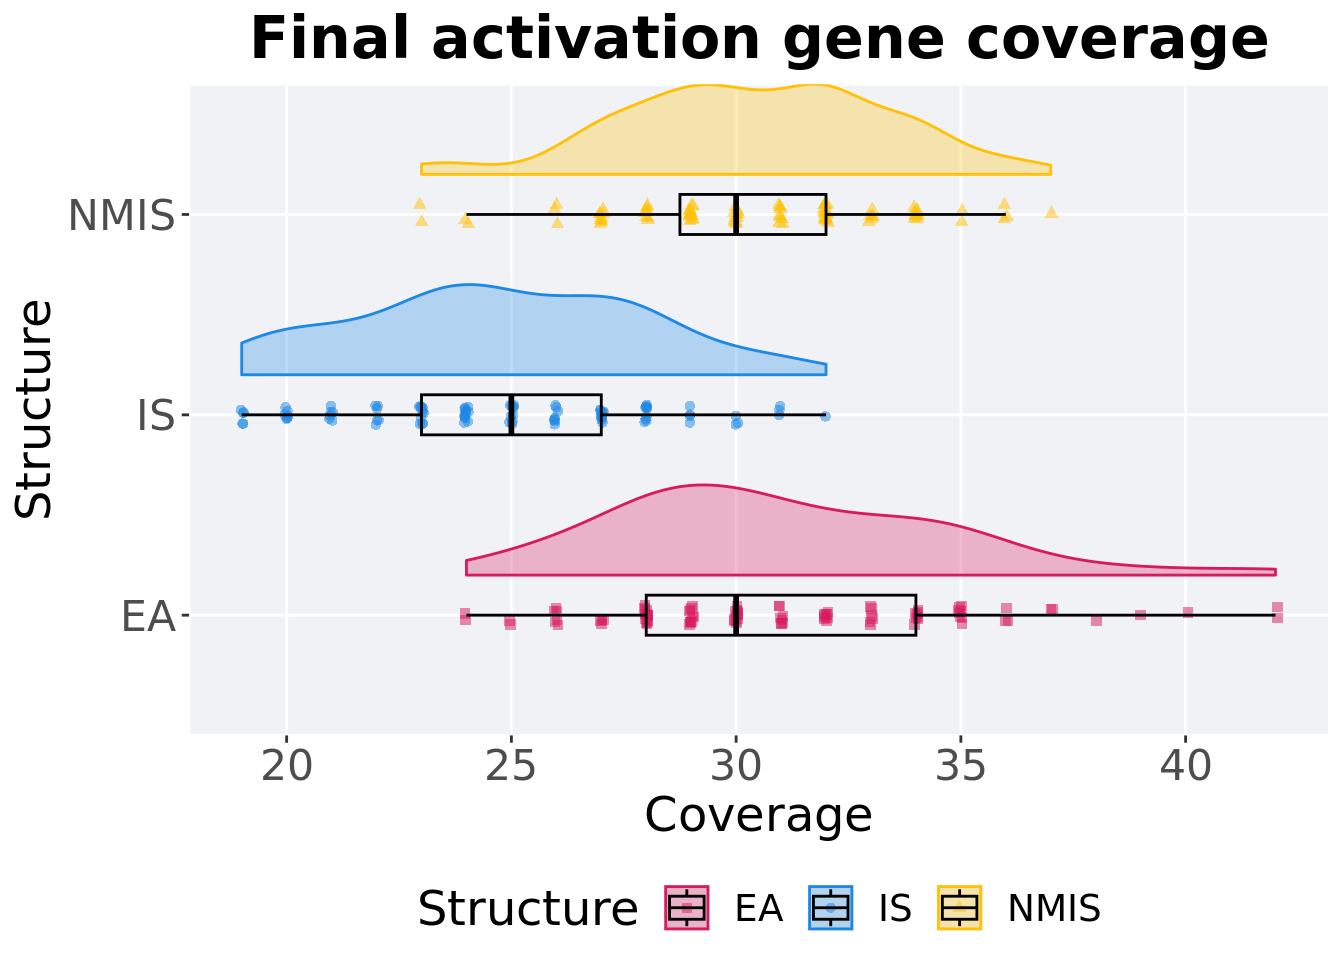 Final activation gene coverage
Structure
NMIS
IS
EA
20 25 30 35 40
Coverage
Structure EA IS NMIS